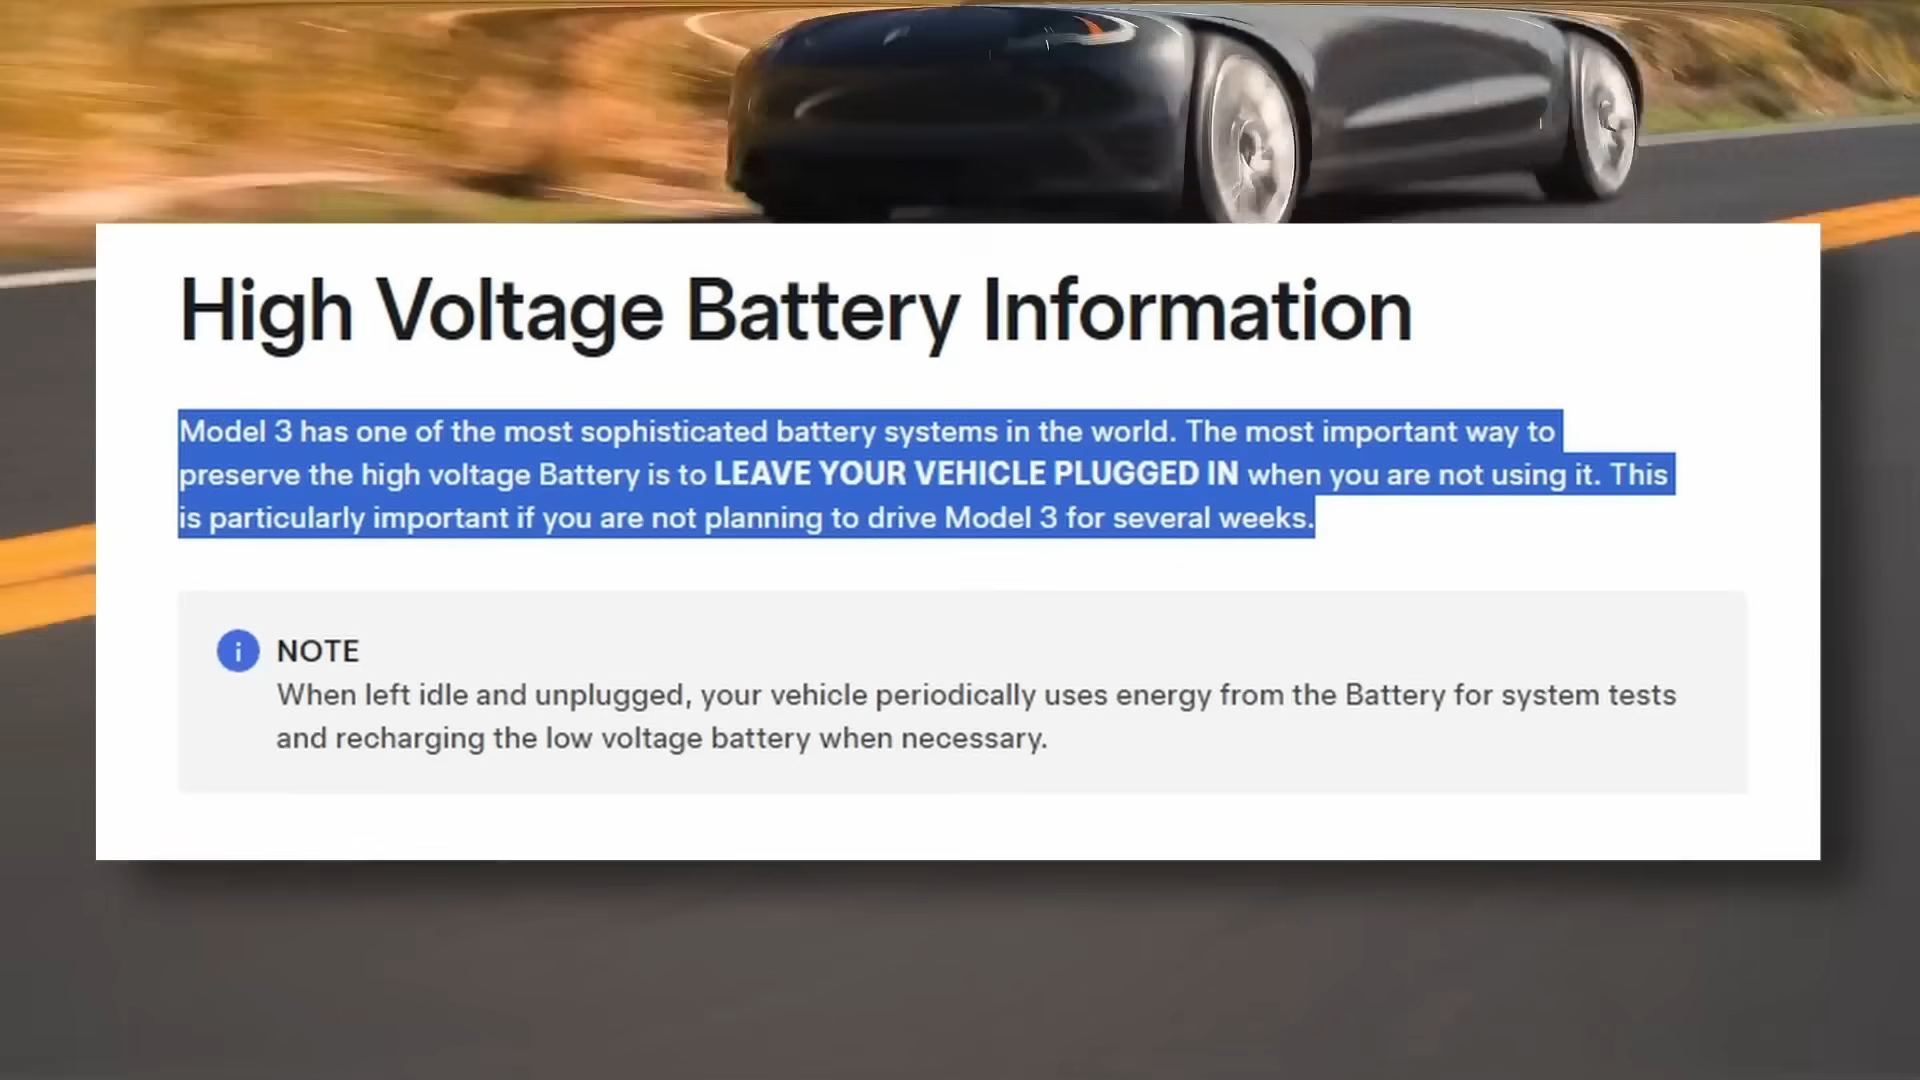 High Voltage Battery Information
Model 3 has one of the most sophisticated battery systems in the world. The most important way to
preserve the high voltage Battery is to LEAVE YOUR VEHICLE PLUGGED IN when you are not using it. This
is particularly important if you are not planning to drive Model 3 for several weeks.
i NOTE
When left idle and unplugged, your vehicle periodically uses energy from the Battery for system tests
and recharging the low voltage battery when necessary.